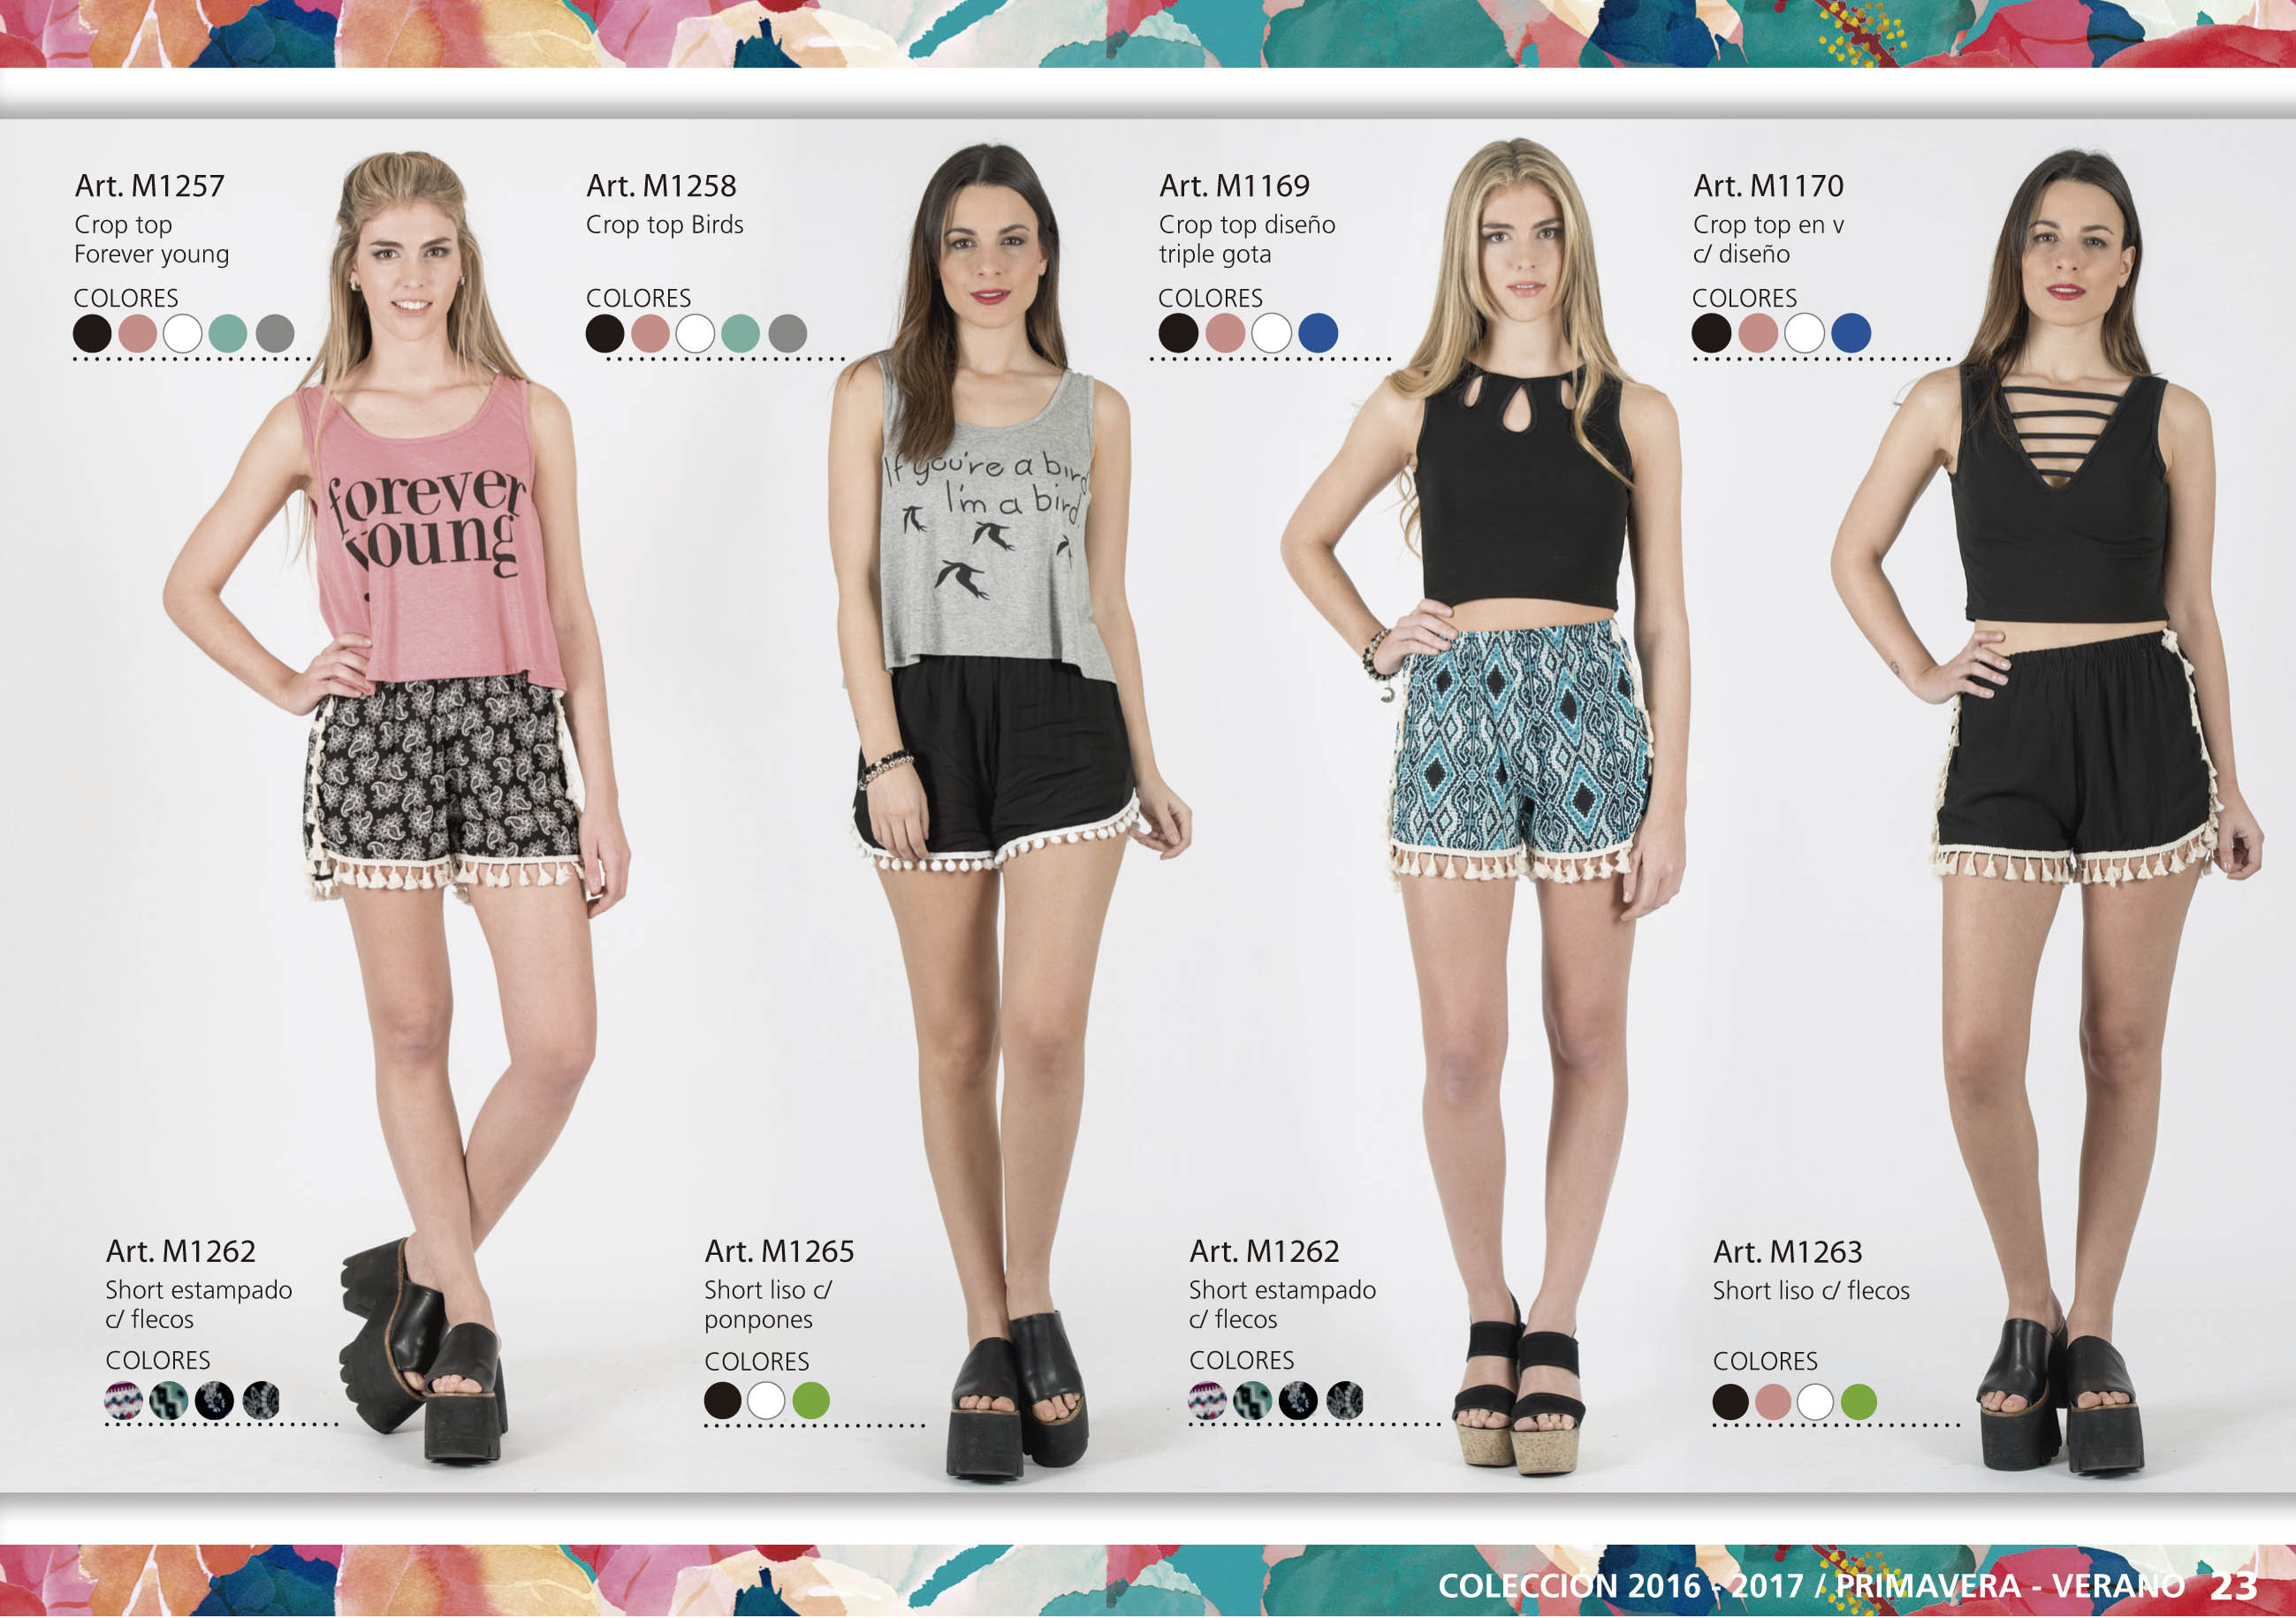 Art. M1257
Crop top
Forever young
COLORES
Art. M1258
Crop top Birds
COLORES
Art. M1169
Crop top diseño
triple gota
COLORES
Art. M1170
Crop top en v
c/ diseño
COLORES
forever
young
If you're a bird
I'm a bird
Art. M1262
Short estampado
c/ flecos
COLORES
Art. M1265
Short liso c/
ponpones
COLORES
Art. M1262
Short estampado
c/ flecos
COLORES
Art. M1263
Short liso c/ flecos
COLORES
COLECCIÓN 2016 - 2017 / PRIMAVERA - VERANO 23